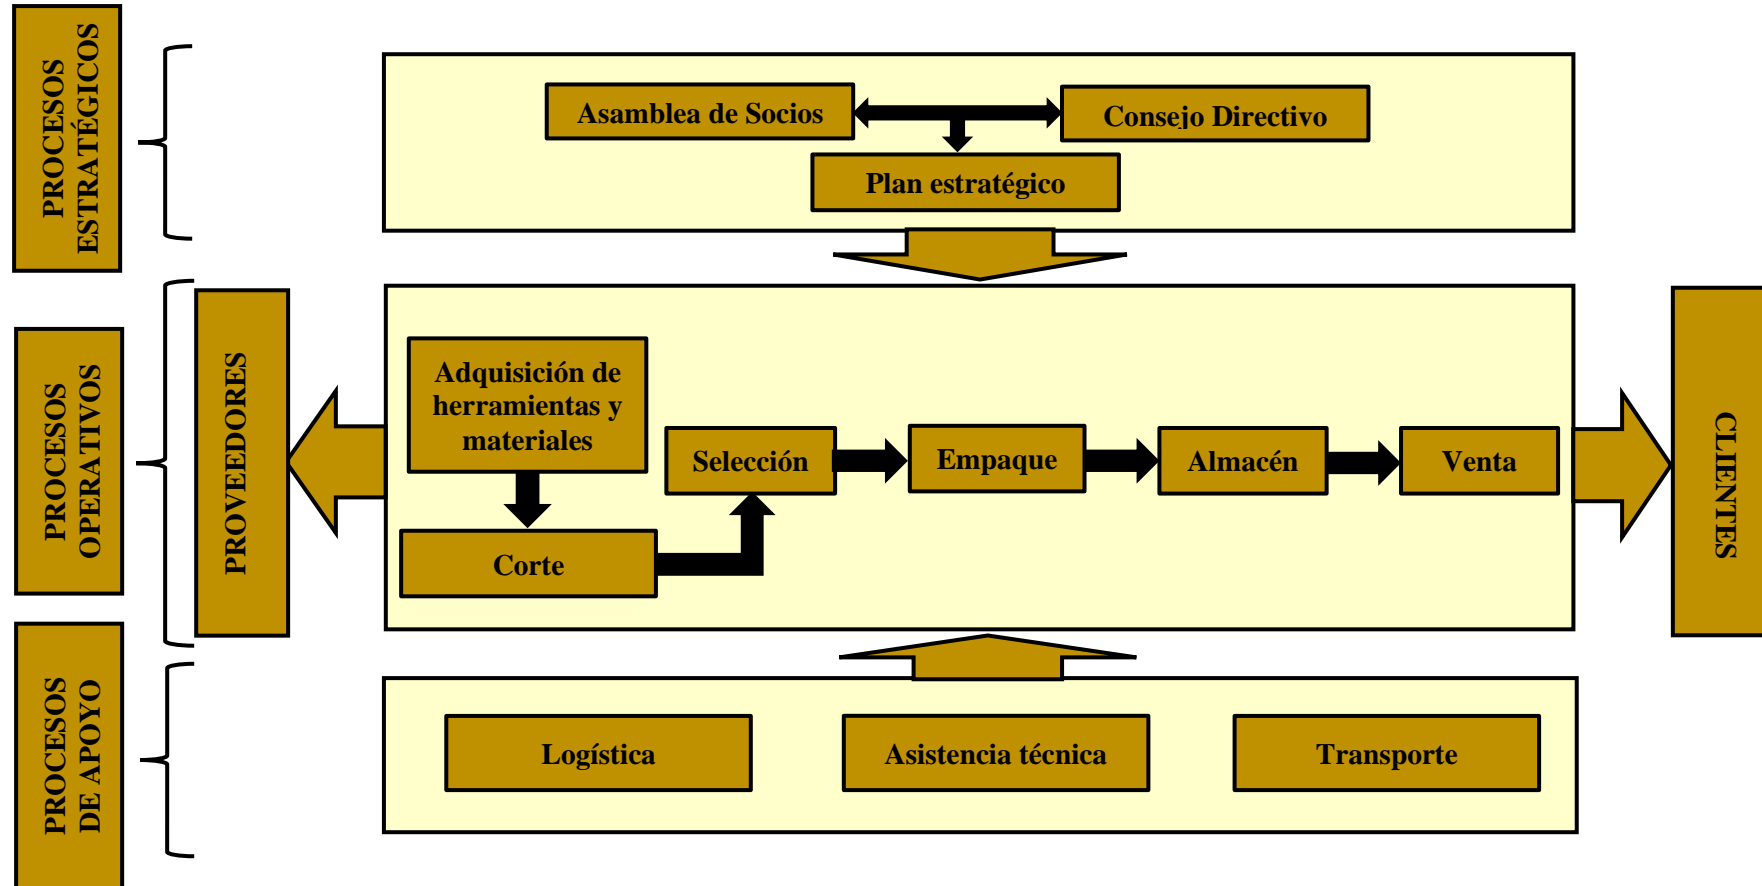 PROCESOS
ESTRATÉGICOS
Asamblea de Socios
Consejo Directivo
Plan estratégico
PROCESOS
OPERATIVOS
PROVEEDORES
Adquisición de
herramientas y
materiales
Corte
Selección
Empaque
Almacén
Venta
CLIENTES
PROCESOS
DE APOYO
Logística
Asistencia técnica
Transporte